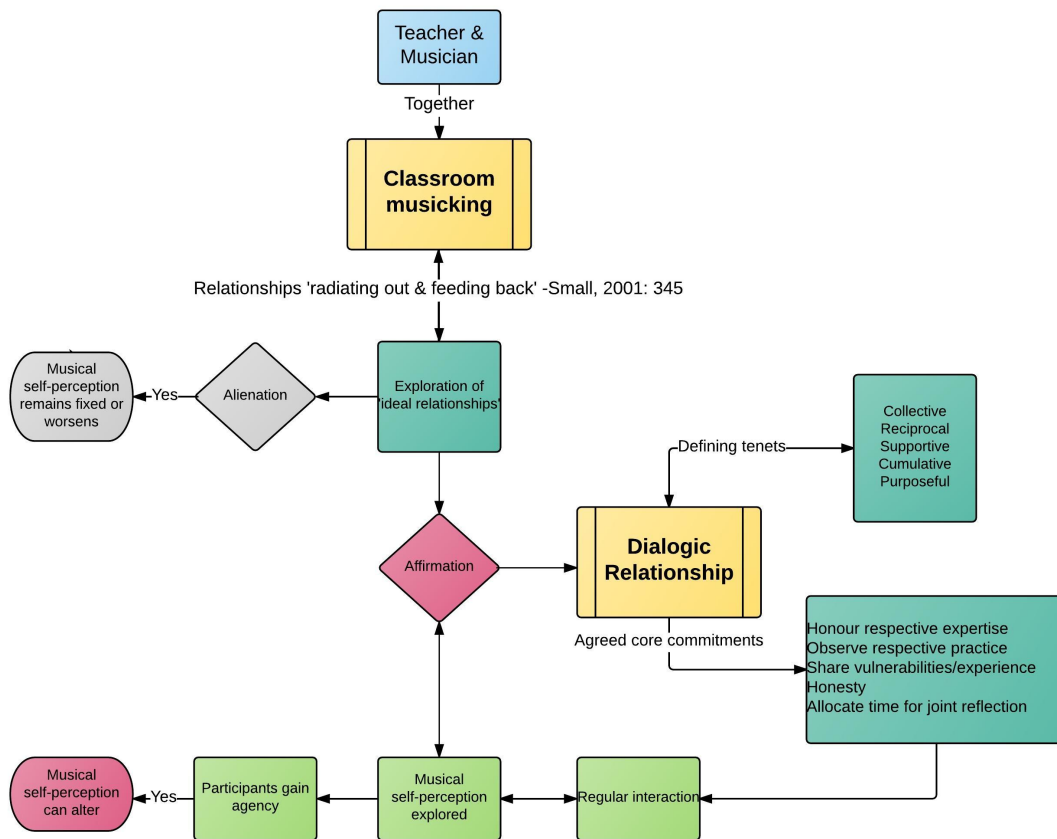 Teacher &
Musician
Together
Classroom
musicking
Relationships 'radiating out & feeding back' -Small, 2001: 345
Musical
self-perception
remains fixed or
worsens
Yes
Alienation
Exploration of
'ideal relationships'
Defining tenets
Collective
Reciprocal
Supportive
Cumulative
Purposeful
Affirmation
Dialogic
Relationship
Agreed core commitments
Honour respective expertise
Observe respective practice
Share vulnerabilities/experience
Honesty
Allocate time for joint reflection
Musical
self-perception
can alter
Yes
Participants gain
agency
Musical
self-perception
explored
Regular interaction